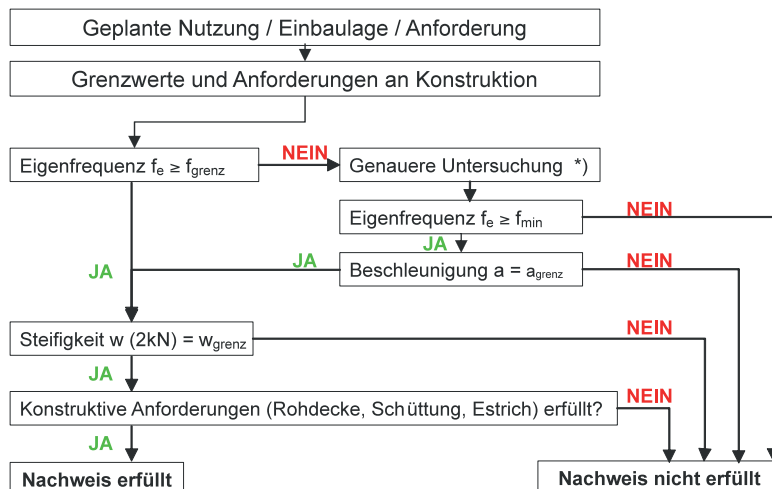 Geplante Nutzung / Einbaulage / Anforderung
Grenzwerte und Anforderungen an Konstruktion
Eigenfrequenz fe ≥ fgrenz
NEIN
Genauere Untersuchung *)
Eigenfrequenz fe ≥ fmin
NEIN
JA
JA
JA
Beschleunigung a = agrenz
NEIN
Steifigkeit w (2kN) = wgrenz
NEIN
JA
Konstruktive Anforderungen (Rohdecke, Schüttung, Estrich) erfüllt?
NEIN
JA
Nachweis erfüllt
Nachweis nicht erfüllt